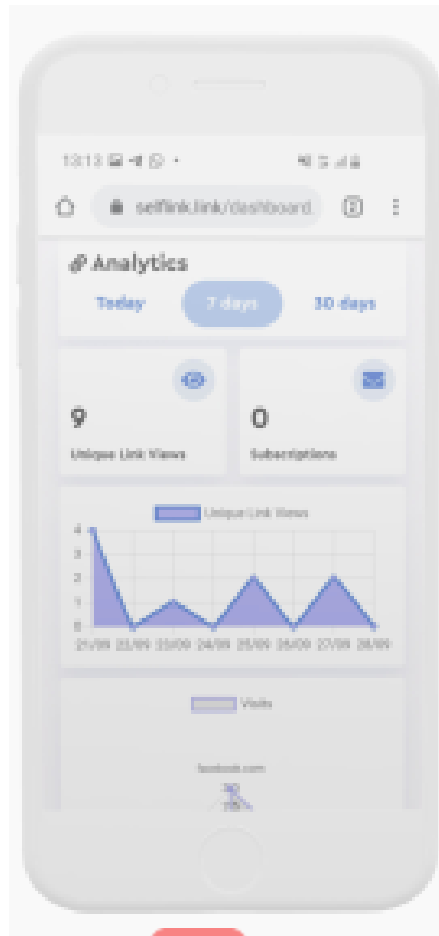 13:13
selflink.link/dashboard.
Analytics
Today 7 days 30 days
9 0
Unique Link Views Subscriptions
Unique Link Views
4
3
2
1
0
21/09 22/09 23/09 24/09 25/09 26/09 27/09 28/09
Visits
facebook.com